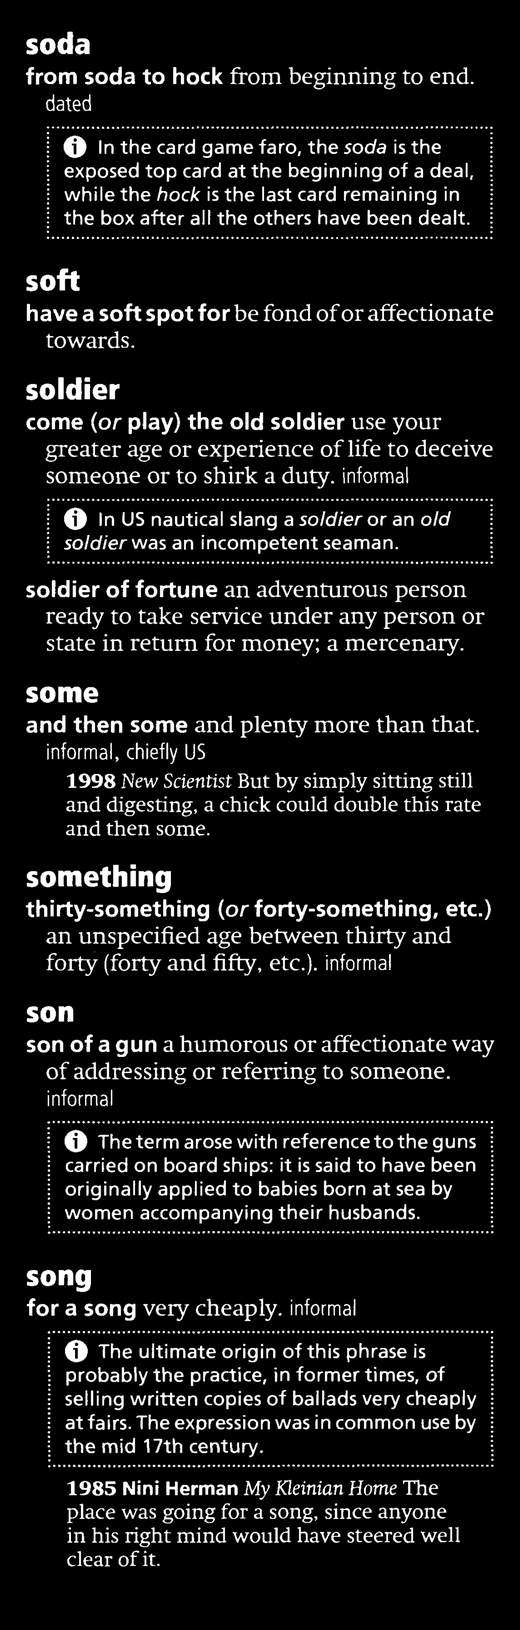 soda
from soda to hock from beginning to end.
dated
In the card game faro, the soda is the
exposed top card at the beginning of a deal,
while the hock is the last card remaining in
the box after all the others have been dealt.
soft
have a soft spot for be fond of or affectionate
towards.
soldier
come (or play) the old soldier use your
greater age or experience of life to deceive
someone or to shirk a duty. informal
In US nautical slang a soldier or an old
soldier was an incompetent seaman.
soldier of fortune an adventurous person
ready to take service under any person or
state in return for money; a mercenary.
some
and then some and plenty more than that.
informal, chiefly US
1998 New Scientist But by simply sitting still
and digesting, a chick could double this rate
and then some.
something
thirty-something (or forty-something, etc.)
an unspecified age between thirty and
forty (forty and fifty, etc.). informal
son
son of a gun a humorous or affectionate way
of addressing or referring to someone.
informal
The term arose with reference to the guns
carried on board ships: it is said to have been
originally applied to babies born at sea by
women accompanying their husbands.
song
for a song very cheaply. informal
The ultimate origin of this phrase is
probably the practice, in former times, of
selling written copies of ballads very cheaply
at fairs. The expression was in common use by
the mid 17th century.
1985 Nini Herman My Kleinian Home The
place was going for a song, since anyone
in his right mind would have steered well
clear of it.